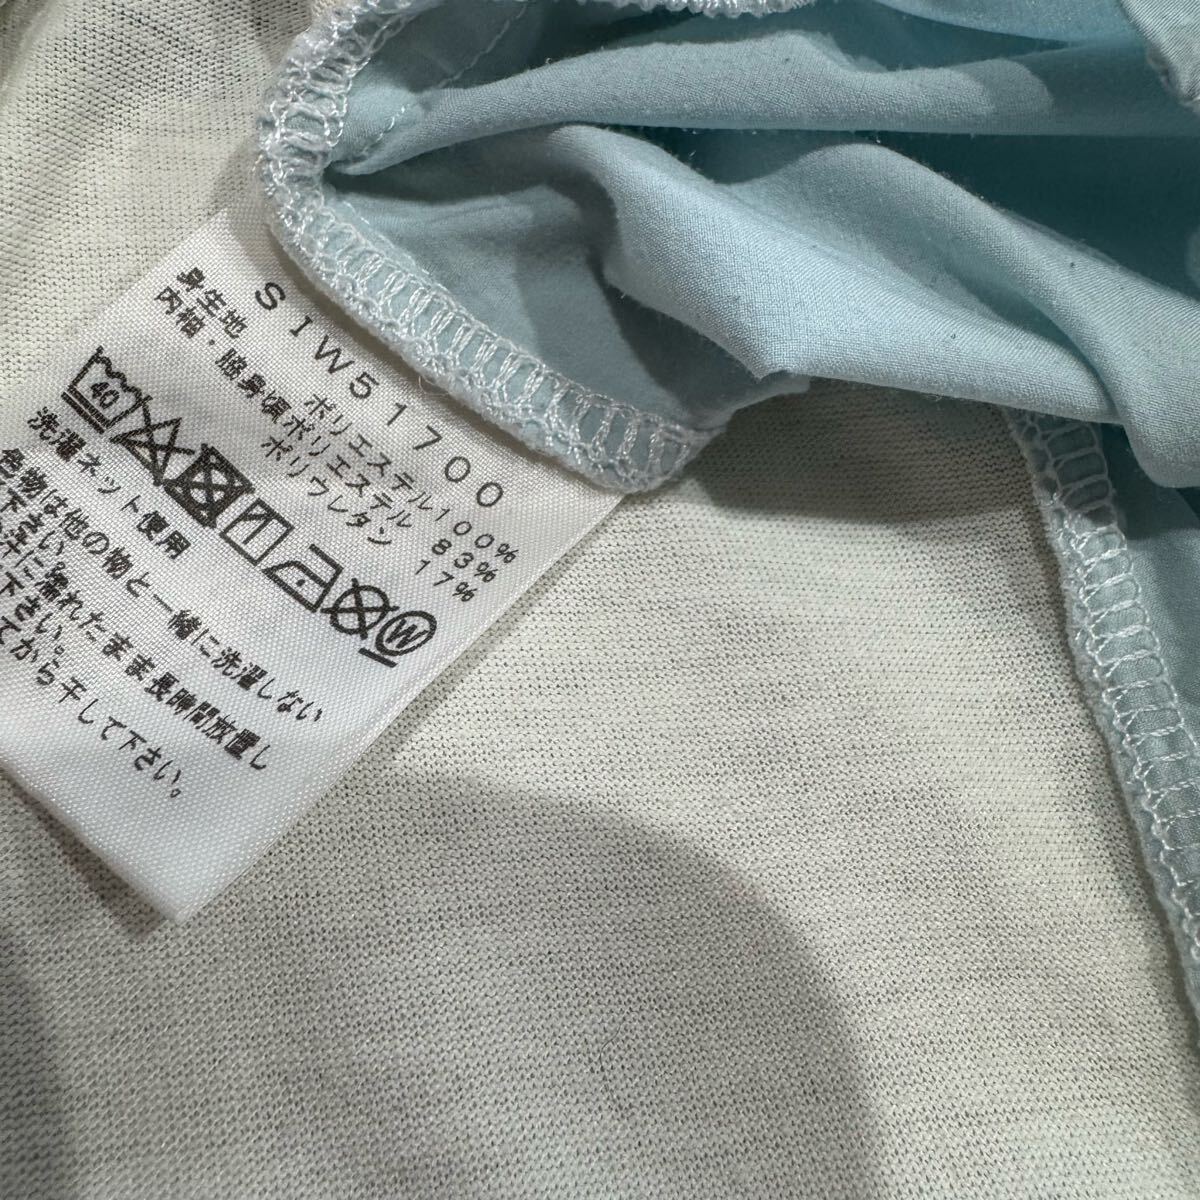 SIW51700
身生地 ポリエステル100%
内袖・脇身頃ポリエステル 83%
ポリウレタン 17%
40
W
洗濯ネット使用
色物は他の物と一緒に洗濯しない
下さい。
汗に濡れたまま長時間放置し
下さい。
てから干して下さい。